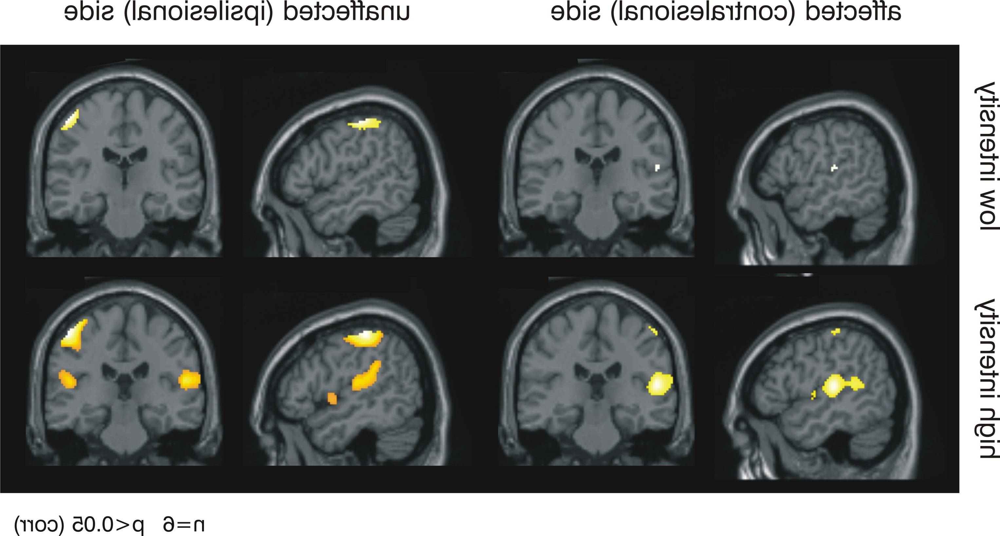 affected (contralesional) side
unaffected (ipsilesional) side
low intensity
high intensity
n=6 p<0.05 (corr)